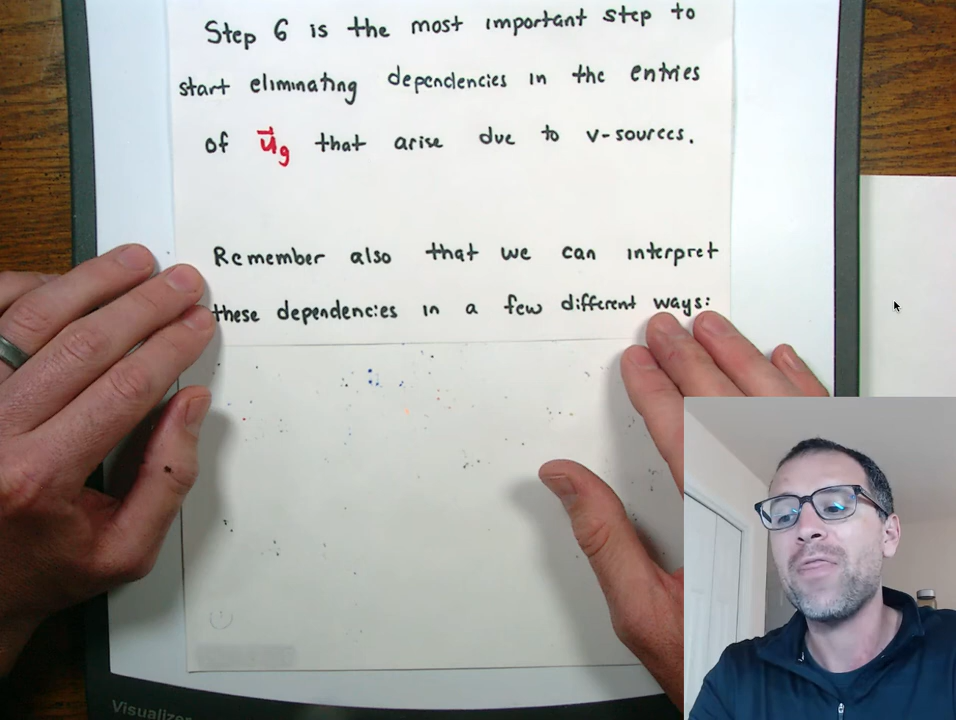 Step 6 is the most important step to
start eliminating dependencies in the entries
of u⃗g that arise due to v-sources.
Remember also that we can interpret
these dependencies in a few different ways:
Visualizer